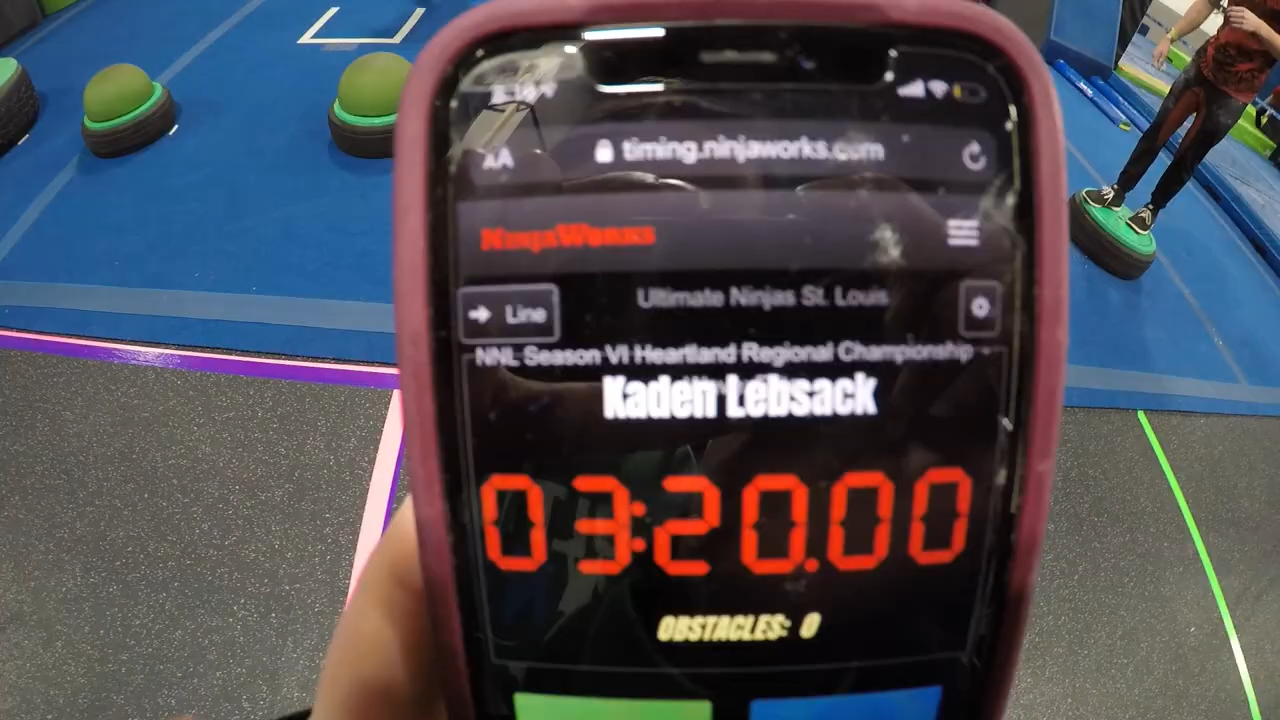 AA timing.ninjaworks.com
NinjaWorks
→ Line
Ultimate Ninjas St. Louis
NNL Season VI Heartland Regional Championship
Kaden Lebsack
03:20.00
OBSTACLES: 0